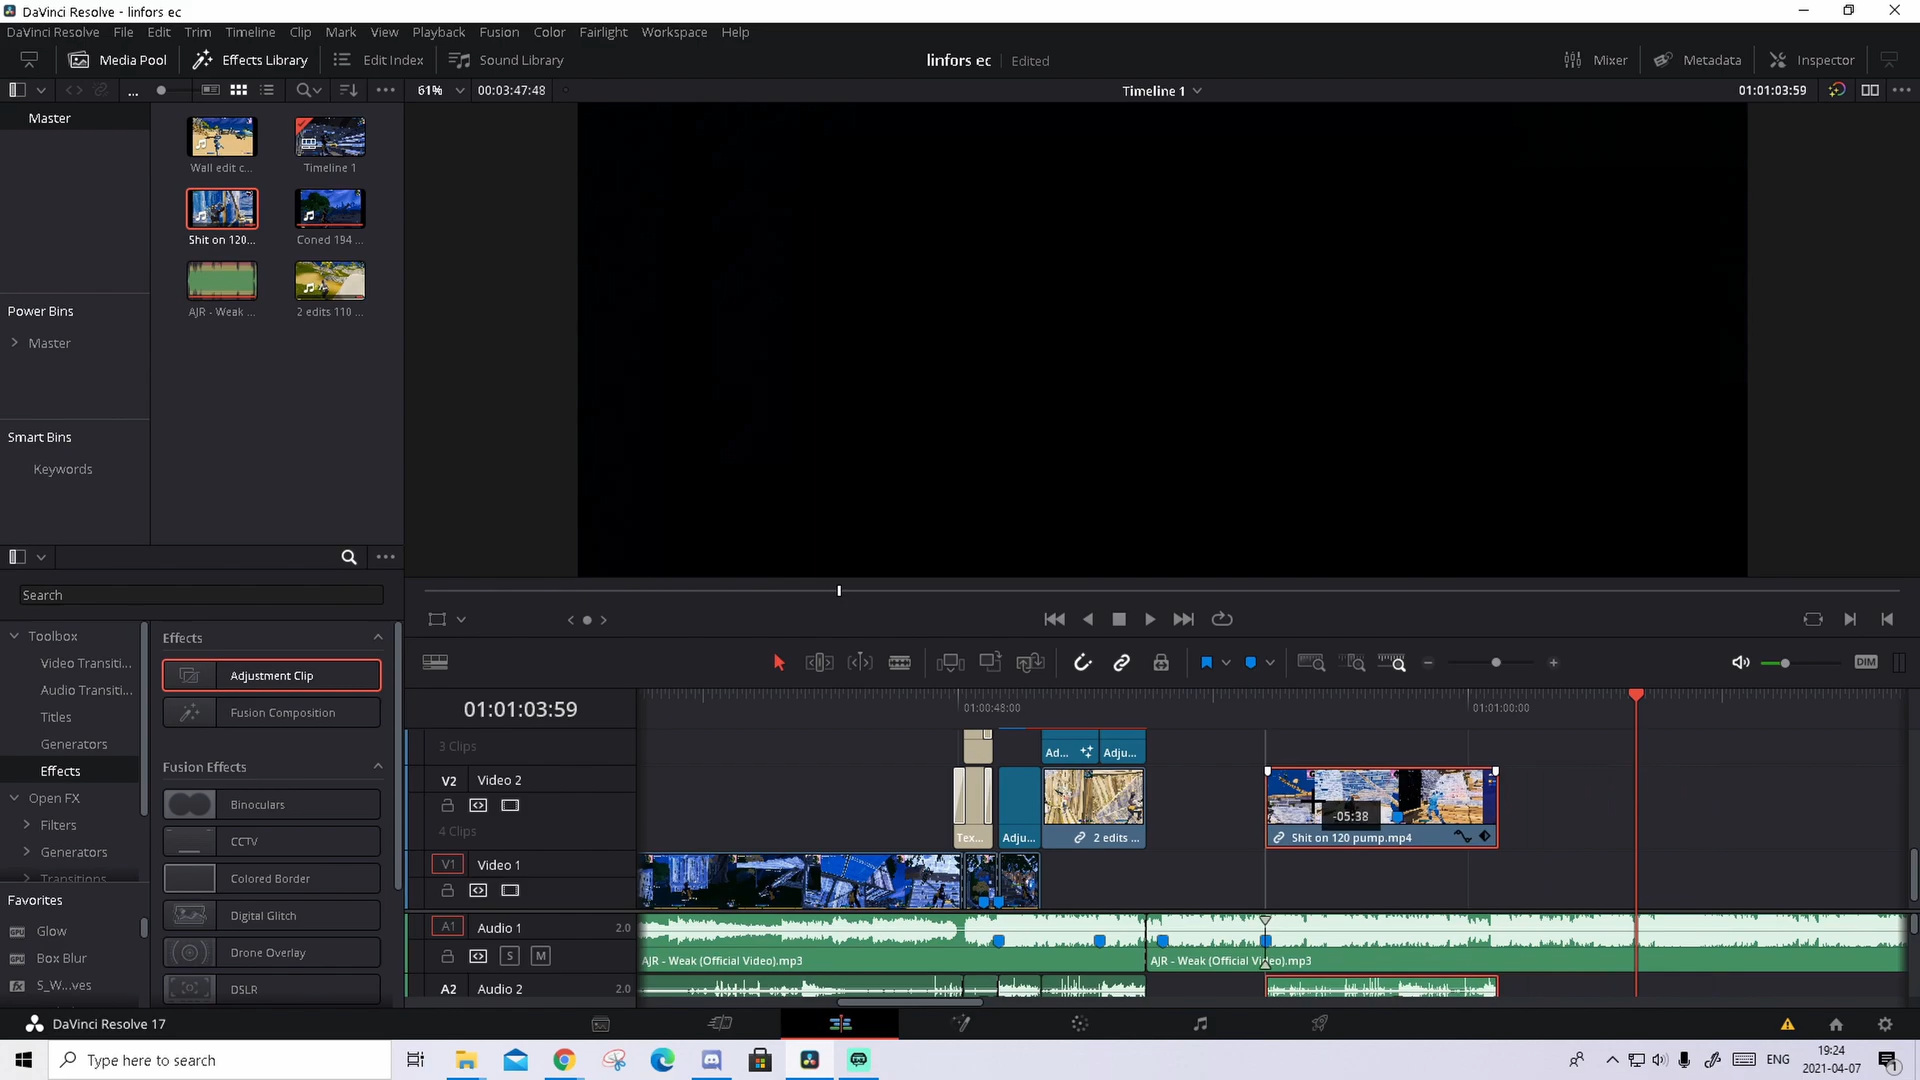 DaVinci Resolve - linfors ec
DaVinci Resolve File Edit Trim Timeline Clip Mark View Playback Fusion Color Fairlight Workspace Help
Media Pool Effects Library Edit Index Sound Library
linfors ec Edited
Mixer Metadata Inspector
61% 00:03:47:48
Timeline 1
01:01:03:59
Master
Wall edit c...
Timeline 1
Shit on 120...
Coned 194 ...
AJR - Weak ...
2 edits 110 ...
Power Bins
Master
Smart Bins
Keywords
Search
Toolbox
Video Transiti...
Audio Transiti...
Titles
Generators
Effects
Open FX
Filters
Generators
Transitions
Favorites
Glow
Box Blur
S_W...ves
Effects
Adjustment Clip
Fusion Composition
Fusion Effects
Binoculars
CCTV
Colored Border
Digital Glitch
Drone Overlay
DSLR
DIM
01:01:03:59
01:00:48:00
01:01:00:00
3 Clips
Ad...
Adju...
V2 Video 2
4 Clips
Tex...
Adju...
2 edits ...
-05:38
Shit on 120 pump.mp4
V1 Video 1
A1 Audio 1 2.0
S M
AJR - Weak (Official Video).mp3
AJR - Weak (Official Video).mp3
A2 Audio 2 2.0
DaVinci Resolve 17
Type here to search
ENG
19:24
2021-04-07
1